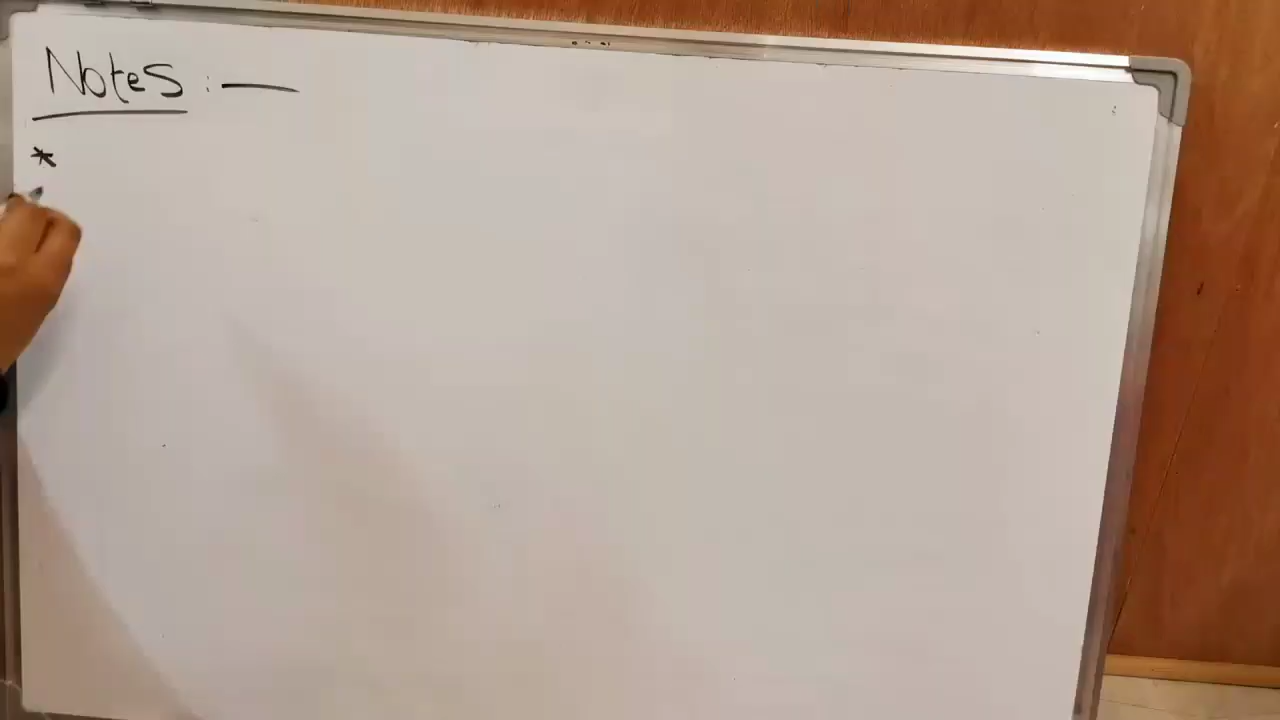 Notes : —
*